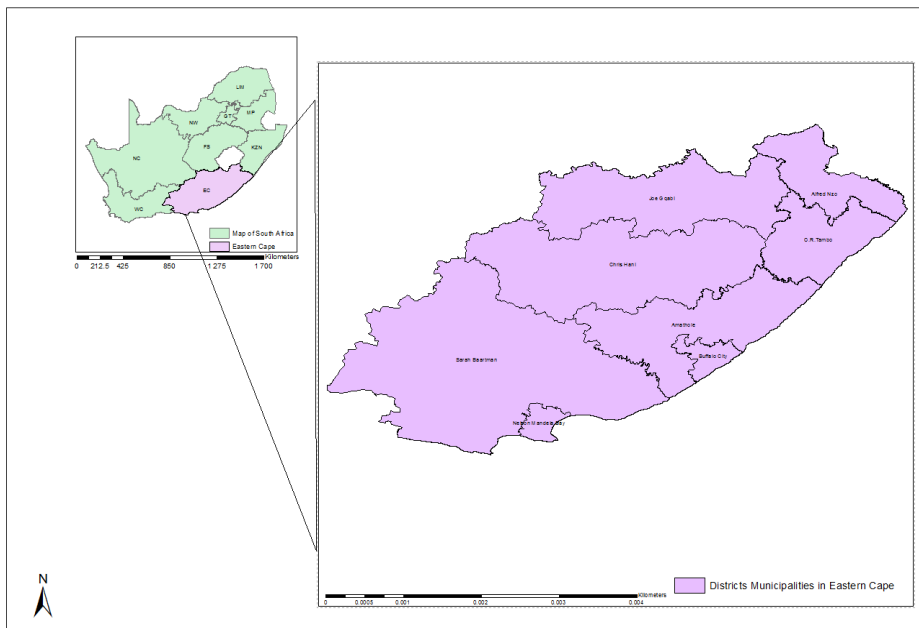 LM
NW
GT
MP
NC
FS
KZN
EC
WC
Map of South Africa
Eastern Cape
Kilometers
0 212.5 425 850 1 275 1 700
Alfred Nzo
Joe Gqabi
O.R.Tambo
Chris Hani
Amathole
Buffalo City
Sarah Baartman
Nelson Mandela Bay
N
Districts Municipalities in Eastern Cape
Kilometers
0 0.0005 0.001 0.002 0.003 0.004